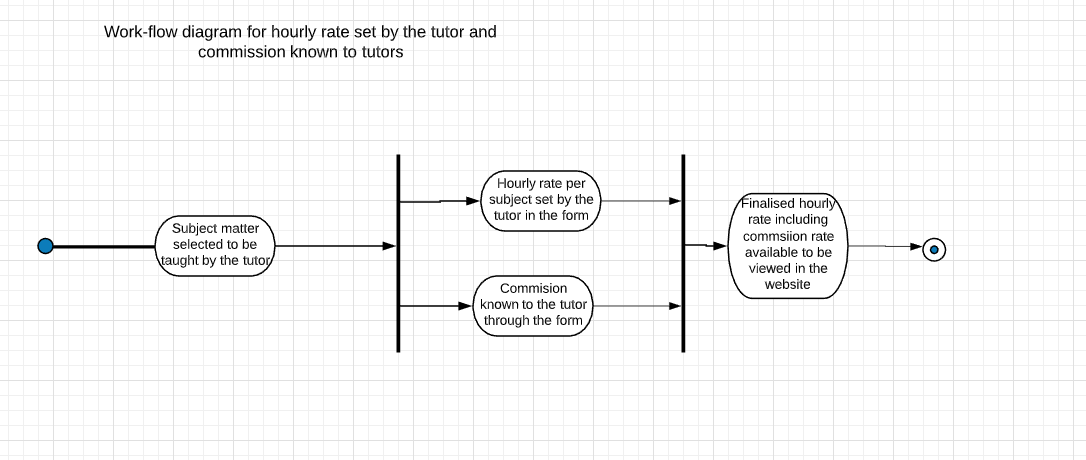 Work-flow diagram for hourly rate set by the tutor and
commission known to tutors
Subject matter
selected to be
taught by the tutor
Hourly rate per
subject set by the
tutor in the form
Commision
known to the tutor
through the form
Finalised hourly
rate including
commsiion rate
available to be
viewed in the
website